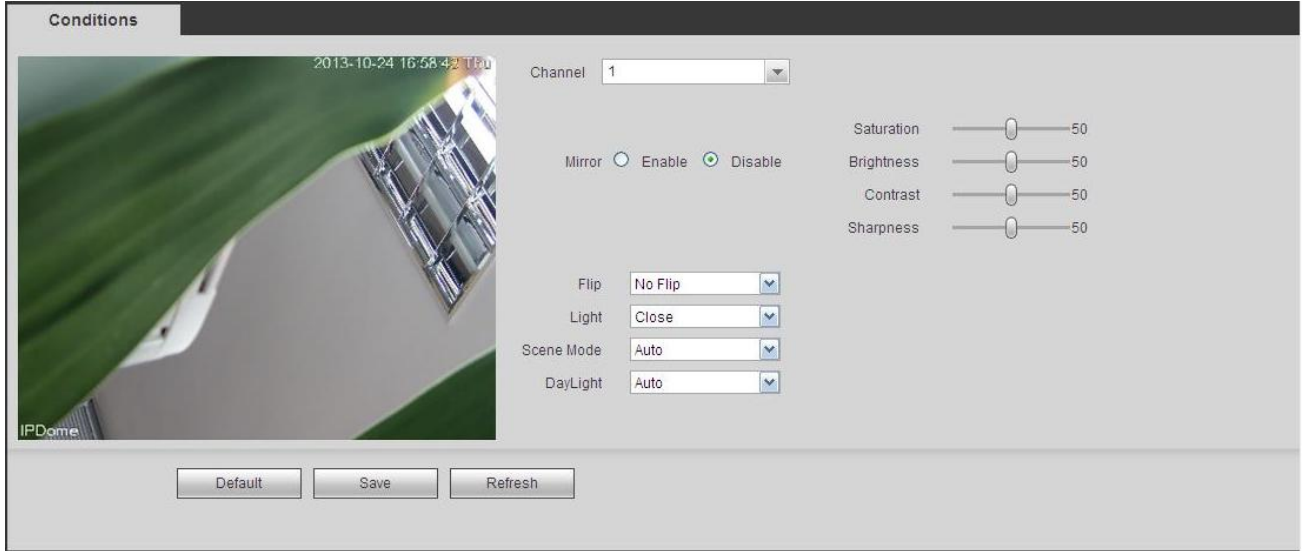 Conditions
2013-10-24 16:58:42 Thu
IPDome
Channel 1
Mirror Enable Disable
Saturation 50
Brightness 50
Contrast 50
Sharpness 50
Flip No Flip
Light Close
Scene Mode Auto
DayLight Auto
Default Save Refresh